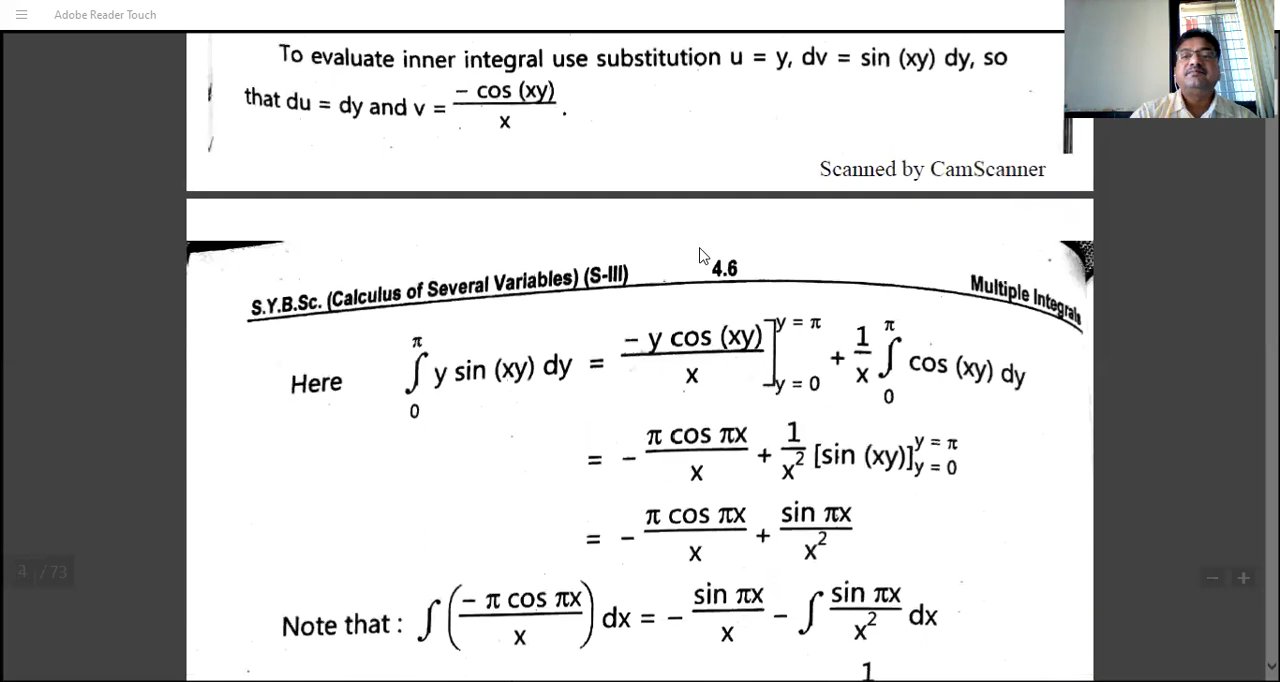 Adobe Reader Touch
To evaluate inner integral use substitution u = y, dv = sin (xy) dy, so
that du = dy and v = − cos (xy) / x .
Scanned by CamScanner
S.Y.B.Sc. (Calculus of Several Variables) (S-III) 4.6 Multiple Integrals
Here ∫₀^π y sin (xy) dy = − y cos (xy) / x ]_{y = 0}^{y = π} + 1/x ∫₀^π cos (xy) dy
= − π cos πx / x + 1/x² [sin (xy)]_{y = 0}^{y = π}
= − π cos πx / x + sin πx / x²
4 / 73
Note that : ∫ (− π cos πx / x) dx = − sin πx / x − ∫ sin πx / x² dx
1